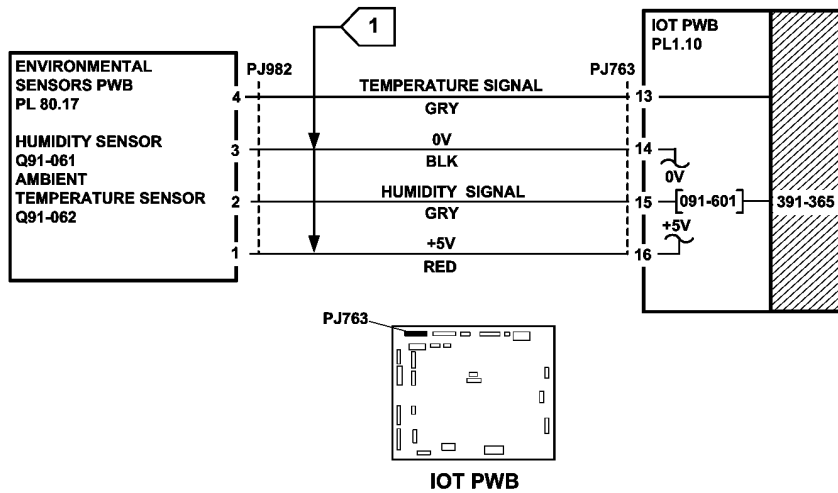 1
IOT PWB
PL1.10
ENVIRONMENTAL
SENSORS PWB
PL 80.17
PJ982
PJ763
4
TEMPERATURE SIGNAL
13
GRY
HUMIDITY SENSOR
Q91-061
AMBIENT
TEMPERATURE SENSOR
Q91-062
3
0V
14
BLK
0V
2
HUMIDITY SIGNAL
15
[091-601]
391-365
GRY
+5V
1
+5V
16
RED
PJ763
IOT PWB